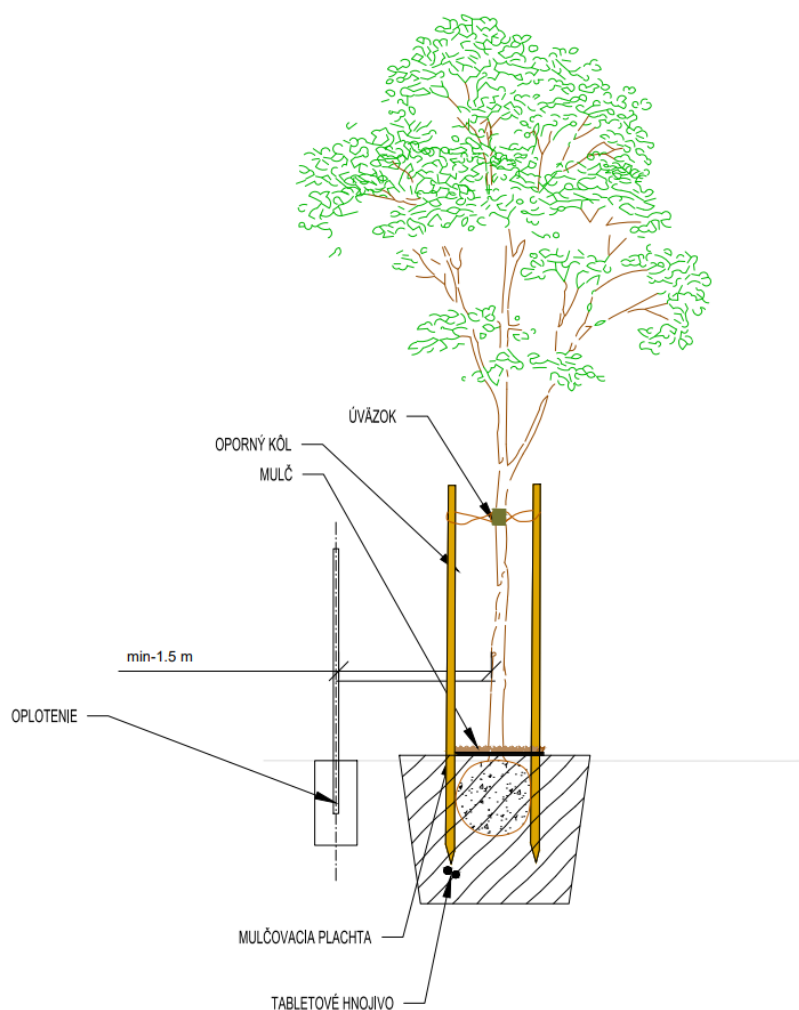 ÚVÄZOK
OPORNÝ KÔL
MULČ
min-1.5 m
OPLOTENIE
MULČOVACIA PLACHTA
TABLETOVÉ HNOJIVO